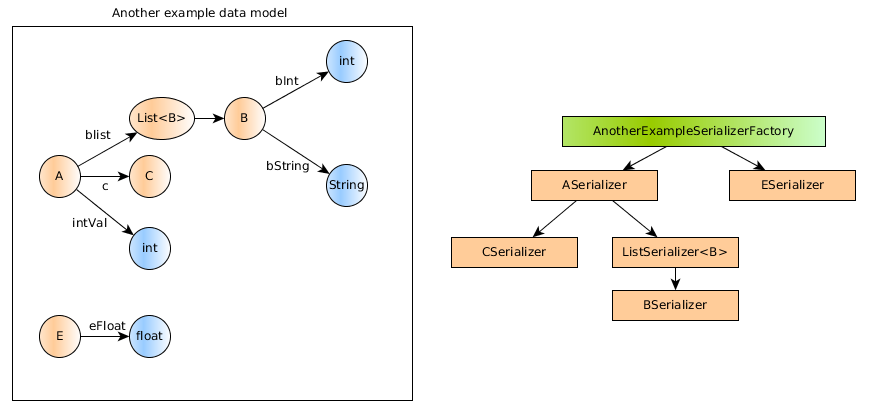 Another example data model
int
bInt
List<B>
B
blist
bString
A
C
String
c
intVal
int
E
eFloat
float
AnotherExampleSerializerFactory
ASerializer
ESerializer
CSerializer
ListSerializer<B>
BSerializer